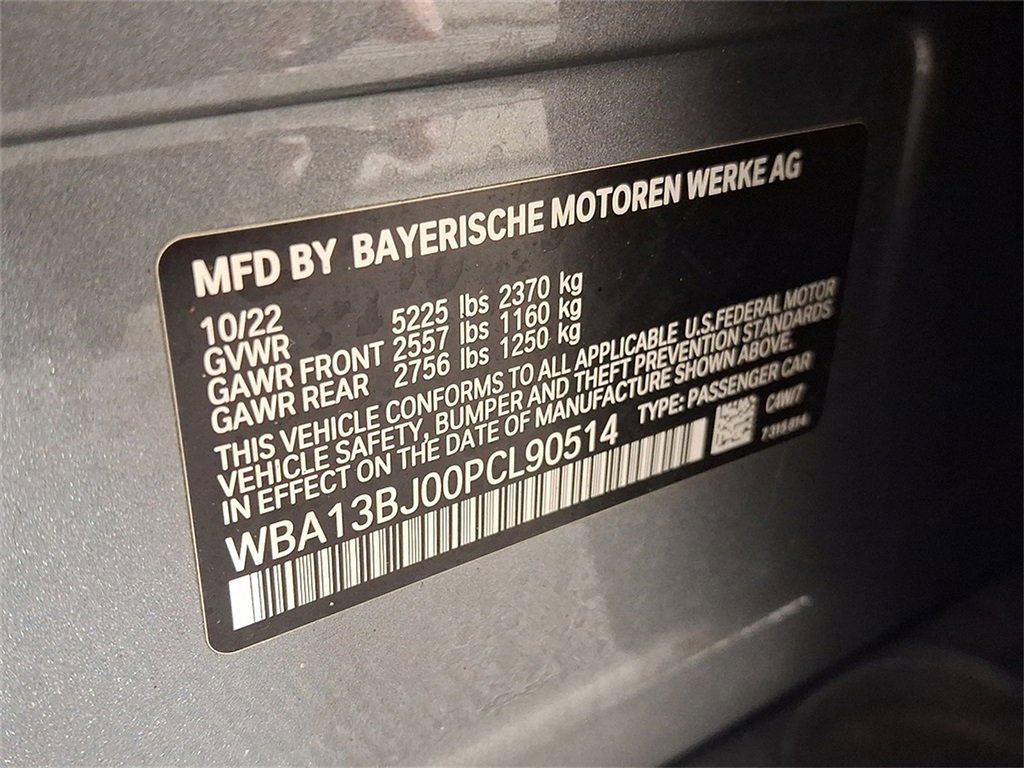 MFD BY BAYERISCHE MOTOREN WERKE AG
10/22
GVWR 5225 lbs 2370 kg
GAWR FRONT 2557 lbs 1160 kg
GAWR REAR 2756 lbs 1250 kg
THIS VEHICLE CONFORMS TO ALL APPLICABLE U.S.FEDERAL MOTOR
VEHICLE SAFETY, BUMPER AND THEFT PREVENTION STANDARDS
IN EFFECT ON THE DATE OF MANUFACTURE SHOWN ABOVE.
WBA13BJ00PCL90514 TYPE: PASSENGER CAR
C4W7